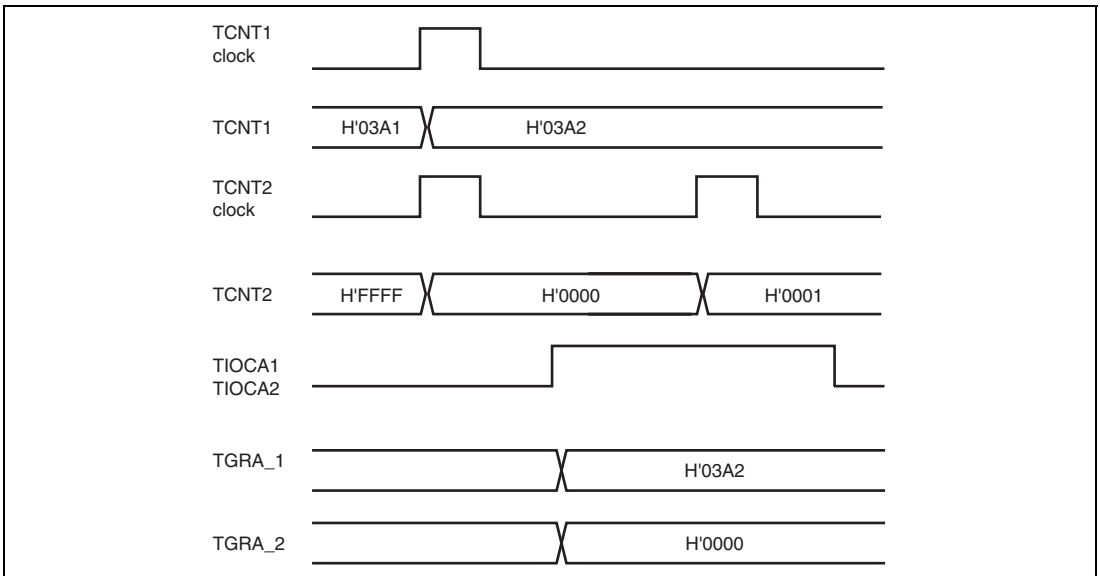 TCNT1
clock
TCNT1 H'03A1 H'03A2
TCNT2
clock
TCNT2 H'FFFF H'0000 H'0001
TIOCA1
TIOCA2
TGRA_1 H'03A2
TGRA_2 H'0000